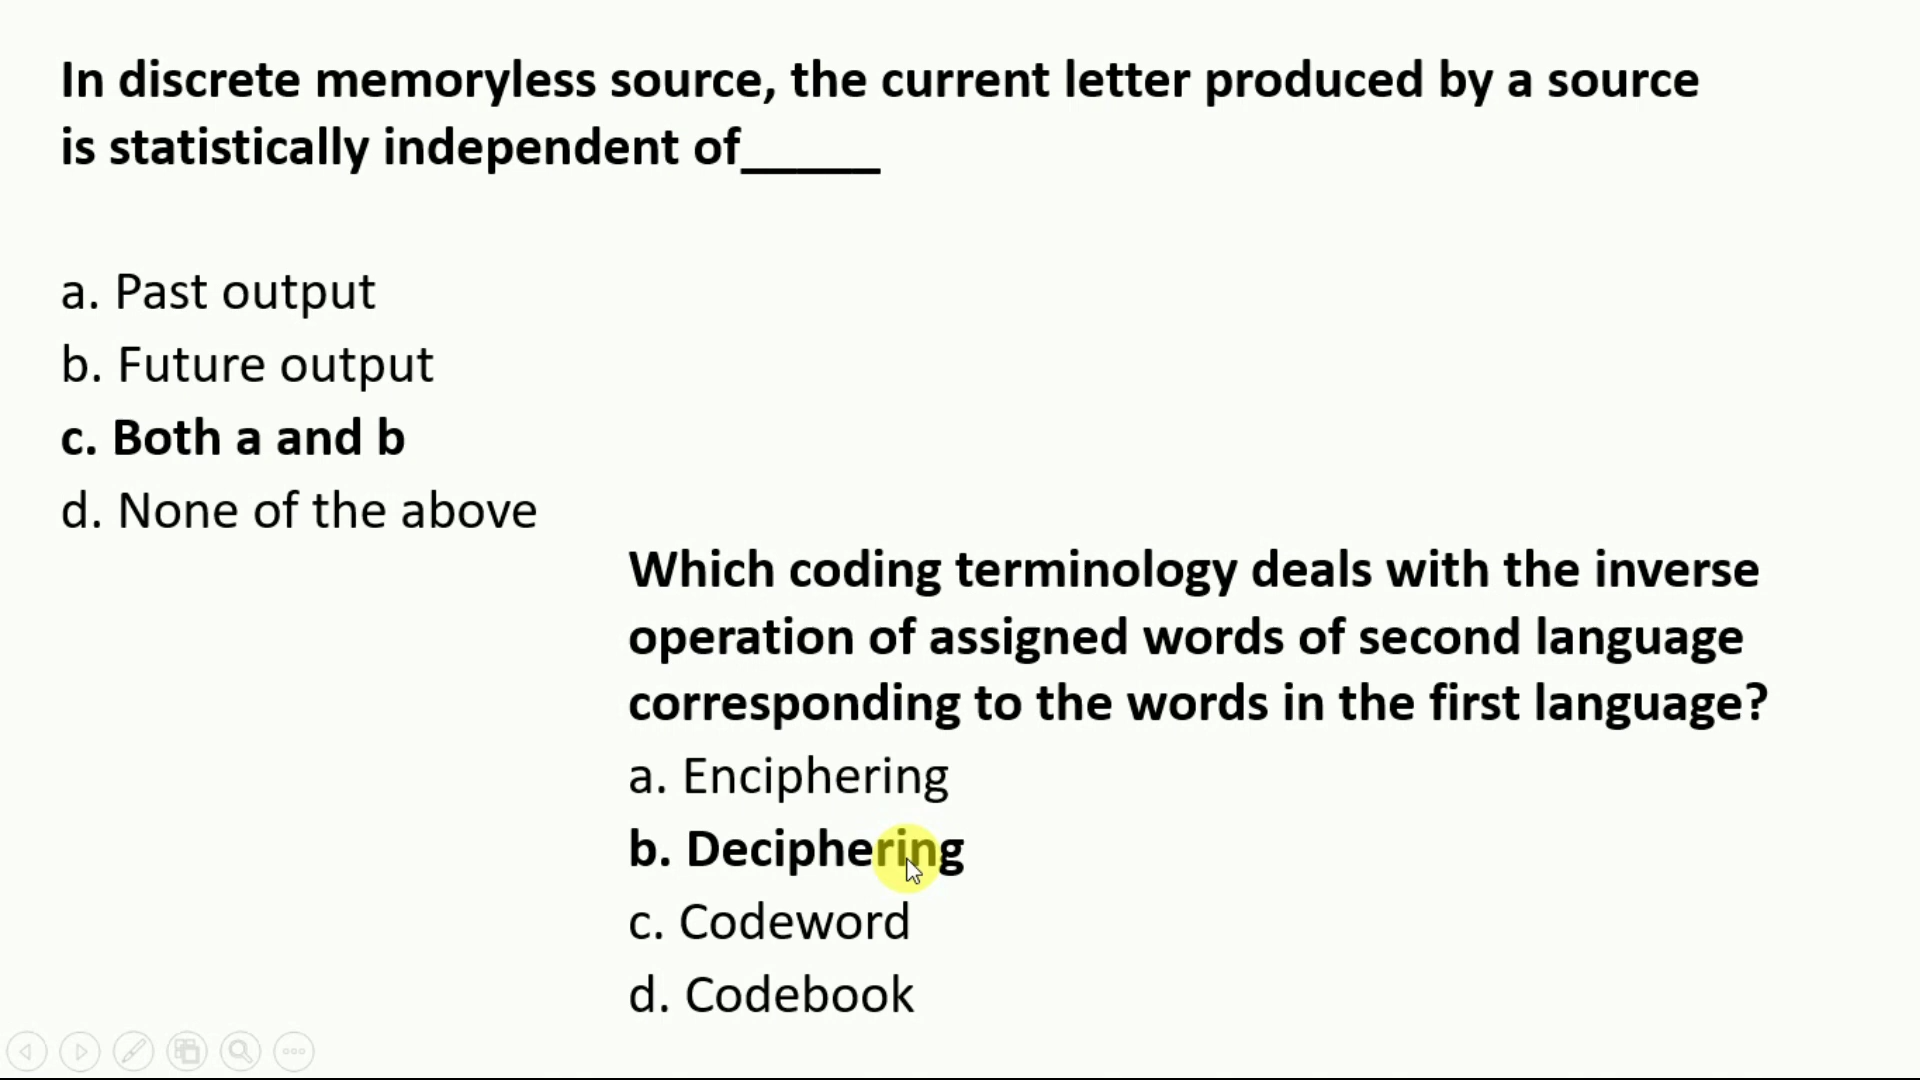 In discrete memoryless source, the current letter produced by a source
is statistically independent of_____
a. Past output
b. Future output
c. Both a and b
d. None of the above
Which coding terminology deals with the inverse
operation of assigned words of second language
corresponding to the words in the first language?
a. Enciphering
b. Deciphering
c. Codeword
d. Codebook